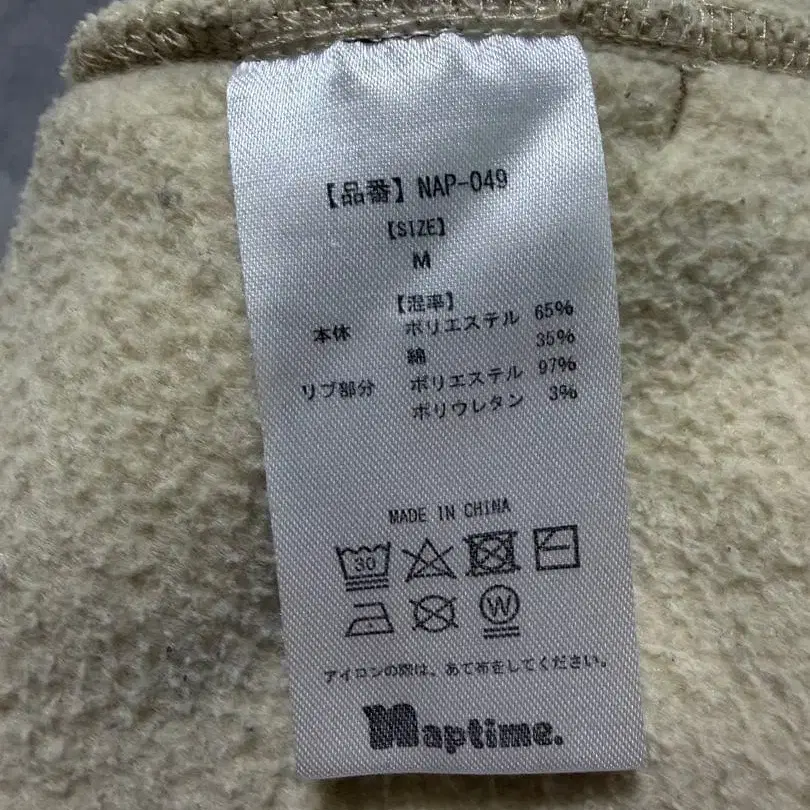 【品番】NAP-049
【SIZE】
M
【混率】
本体 ポリエステル 65%
綿 35%
リブ部分 ポリエステル 97%
ポリウレタン 3%
MADE IN CHINA
30
W
アイロンの際は、あて布をしてください。
Naptime.